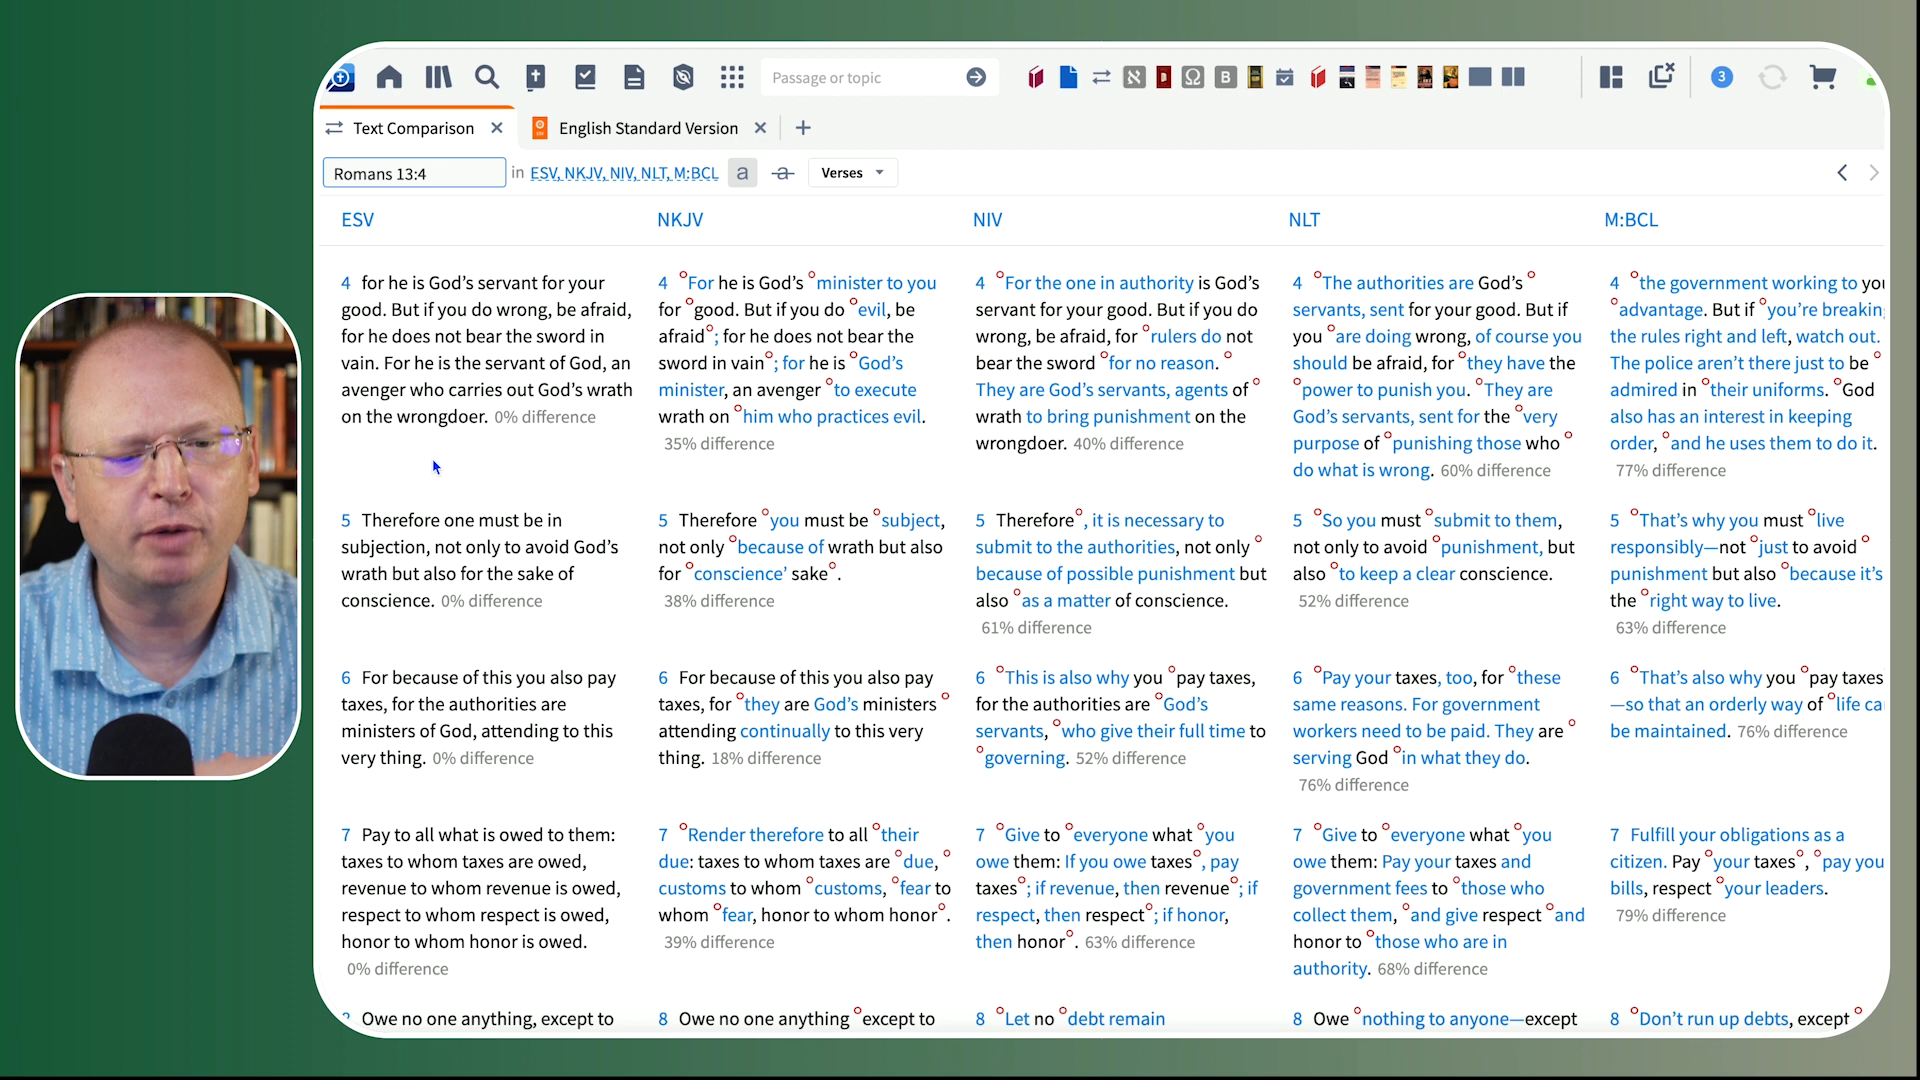 Passage or topic
3
Text Comparison
English Standard Version
Romans 13:4 in ESV, NKJV, NIV, NLT, M:BCL a a Verses
ESV
4 for he is God’s servant for your
good. But if you do wrong, be afraid,
for he does not bear the sword in
vain. For he is the servant of God, an
avenger who carries out God’s wrath
on the wrongdoer. 0% difference
5 Therefore one must be in
subjection, not only to avoid God’s
wrath but also for the sake of
conscience. 0% difference
6 For because of this you also pay
taxes, for the authorities are
ministers of God, attending to this
very thing. 0% difference
7 Pay to all what is owed to them:
taxes to whom taxes are owed,
revenue to whom revenue is owed,
respect to whom respect is owed,
honor to whom honor is owed.
0% difference
Owe no one anything, except to
NKJV
4 For he is God’s minister to you
for good. But if you do evil, be
afraid; for he does not bear the
sword in vain; for he is God’s
minister, an avenger to execute
wrath on him who practices evil.
35% difference
5 Therefore you must be subject,
not only because of wrath but also
for conscience’ sake.
38% difference
6 For because of this you also pay
taxes, for they are God’s ministers
attending continually to this very
thing. 18% difference
7 Render therefore to all their
due: taxes to whom taxes are due,
customs to whom customs, fear to
whom fear, honor to whom honor.
39% difference
8 Owe no one anything except to
NIV
4 For the one in authority is God’s
servant for your good. But if you do
wrong, be afraid, for rulers do not
bear the sword for no reason.
They are God’s servants, agents of
wrath to bring punishment on the
wrongdoer. 40% difference
5 Therefore, it is necessary to
submit to the authorities, not only
because of possible punishment but
also as a matter of conscience.
61% difference
6 This is also why you pay taxes,
for the authorities are God’s
servants, who give their full time to
governing. 52% difference
7 Give to everyone what you
owe them: If you owe taxes, pay
taxes; if revenue, then revenue; if
respect, then respect; if honor,
then honor. 63% difference
8 Let no debt remain
NLT
4 The authorities are God’s
servants, sent for your good. But if
you are doing wrong, of course you
should be afraid, for they have the
power to punish you. They are
God’s servants, sent for the very
purpose of punishing those who
do what is wrong. 60% difference
5 So you must submit to them,
not only to avoid punishment, but
also to keep a clear conscience.
52% difference
6 Pay your taxes, too, for these
same reasons. For government
workers need to be paid. They are
serving God in what they do.
76% difference
7 Give to everyone what you
owe them: Pay your taxes and
government fees to those who
collect them, and give respect and
honor to those who are in
authority. 68% difference
8 Owe nothing to anyone—except
M:BCL
4 the government working to you
advantage. But if you’re breaking
the rules right and left, watch out.
The police aren’t there just to be
admired in their uniforms. God
also has an interest in keeping
order, and he uses them to do it.
77% difference
5 That’s why you must live
responsibly—not just to avoid
punishment but also because it’s
the right way to live.
63% difference
6 That’s also why you pay taxes
—so that an orderly way of life ca
be maintained. 76% difference
7 Fulfill your obligations as a
citizen. Pay your taxes, pay you
bills, respect your leaders.
79% difference
8 Don’t run up debts, except